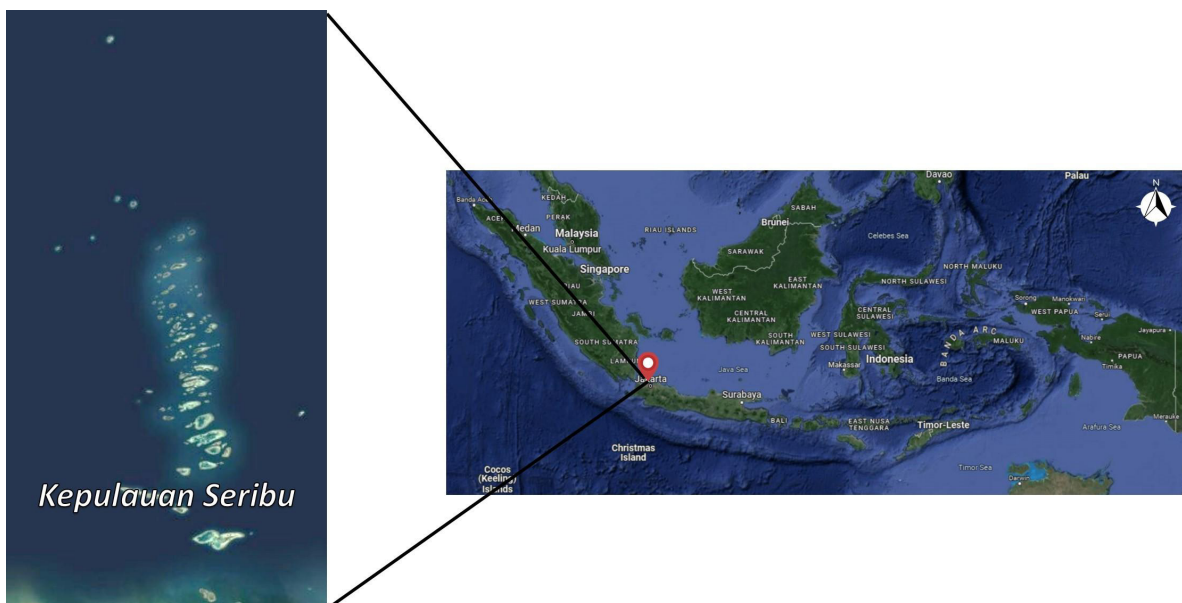 Kepulauan Seribu
Davao
Palau
N
Banda Aceh
KEDAH
SABAH
ACEH
PERAK
Brunei
Medan
Malaysia
RIAU ISLANDS
Celebes Sea
Kuala Lumpur
SARAWAK
Singapore
NORTH MALUKU
RIAU
EAST
KALIMANTAN
NORTH SULAWESI
WEST
KALIMANTAN
Sorong
Manokwari
WEST SUMATRA
CENTRAL
KALIMANTAN
CENTRAL
SULAWESI
WEST PAPUA
JAMBI
Serui
BANDA ARC
Jayapura
SOUTH SUMATRA
SOUTH
KALIMANTAN
WEST SULAWESI
SOUTH SULAWESI
MALUKU
Nabire
LAMPUNG
Indonesia
PAPUA
Makassar
Timika
Java Sea
Jakarta
Banda Sea
Surabaya
Merauke
BALI
EAST NUSA
TENGGARA
Timor-Leste
Arafura Sea
Christmas
Island
Cocos
(Keeling)
Islands
Timor Sea
Darwin